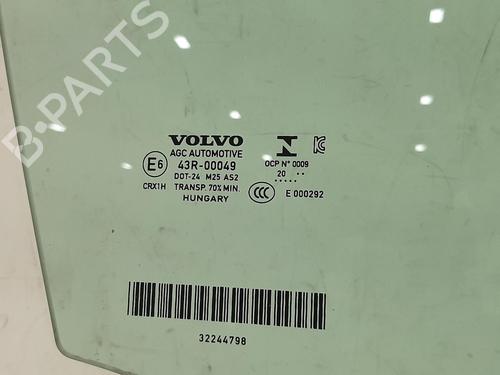 B-PARTS
VOLVO
AGC AUTOMOTIVE
E6 43R-00049
DOT-24 M25 AS2
CRX1H TRANSP. 70% MIN.
HUNGARY
N
OCP N° 0009
20 ..
.....
KC
CCC E 000292
32244798